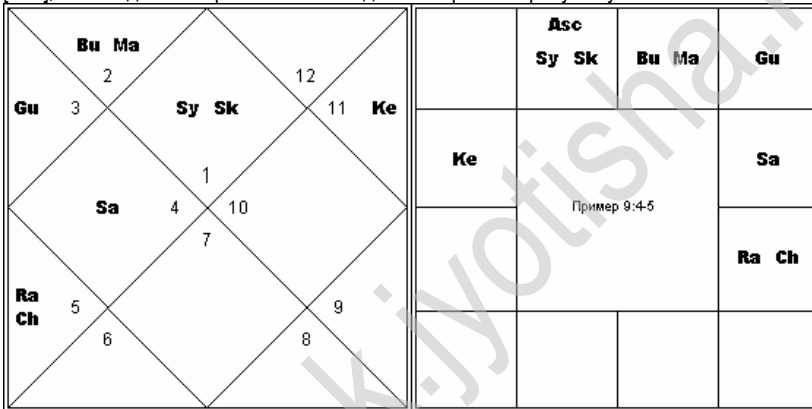 Bu Ma
2
12
Gu 3
Sy Sk
11 Ke
1
Sa 4
10
7
Ra
Ch
5
9
6
8
Asc
Sy Sk
Bu Ma
Gu
Ke
Sa
Пример 9:4-5
Ra Ch
k.jyotisha.